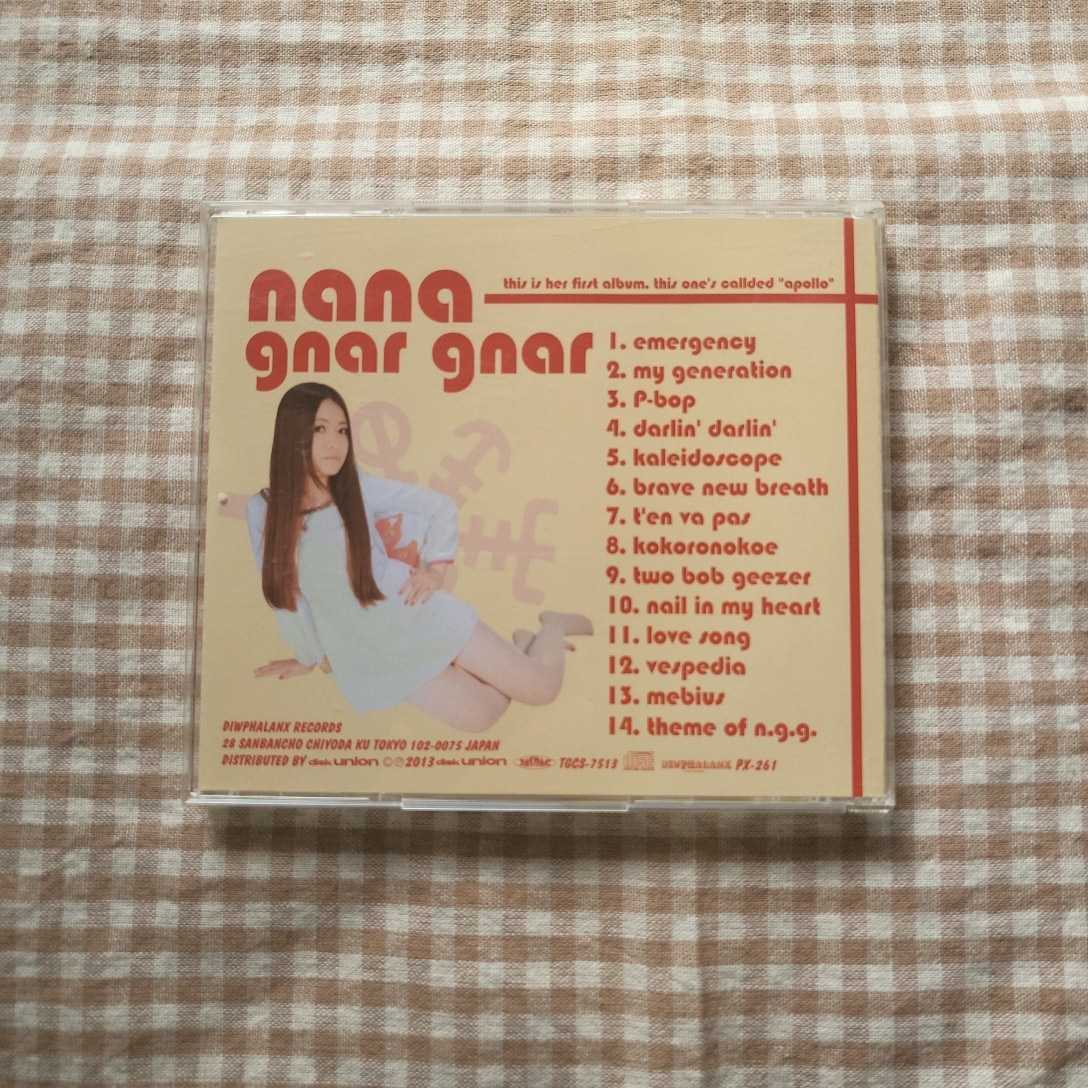 nana
this is her first album. this one's callded "apollo"
gnar gnar
1. emergency
2. my generation
3. P-bop
4. darlin' darlin'
5. kaleidoscope
6. brave new breath
7. t'en va pas
8. kokoronokoe
9. two bob geezer
10. nail in my heart
11. love song
12. vespedia
13. mebius
14. theme of n.g.g.
DIWPHALANX RECORDS
28 SANBANCHO CHIYODA KU TOKYO 102-0075 JAPAN
DISTRIBUTED BY disk union ©℗2013 disk union TGCS-7513 DIWPHALANX PX-261